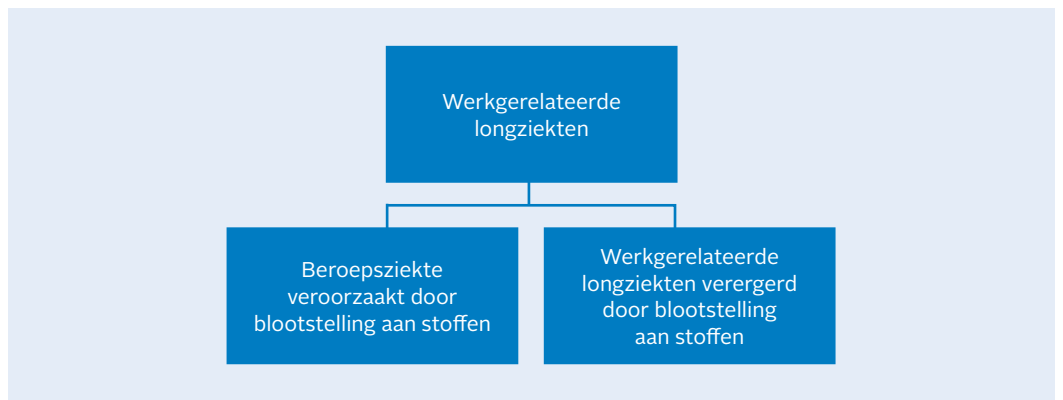 Werkgerelateerde
longziekten
Beroepsziekte
veroorzaakt door
blootstelling aan stoffen
Werkgerelateerde
longziekten verergerd
door blootstelling
aan stoffen